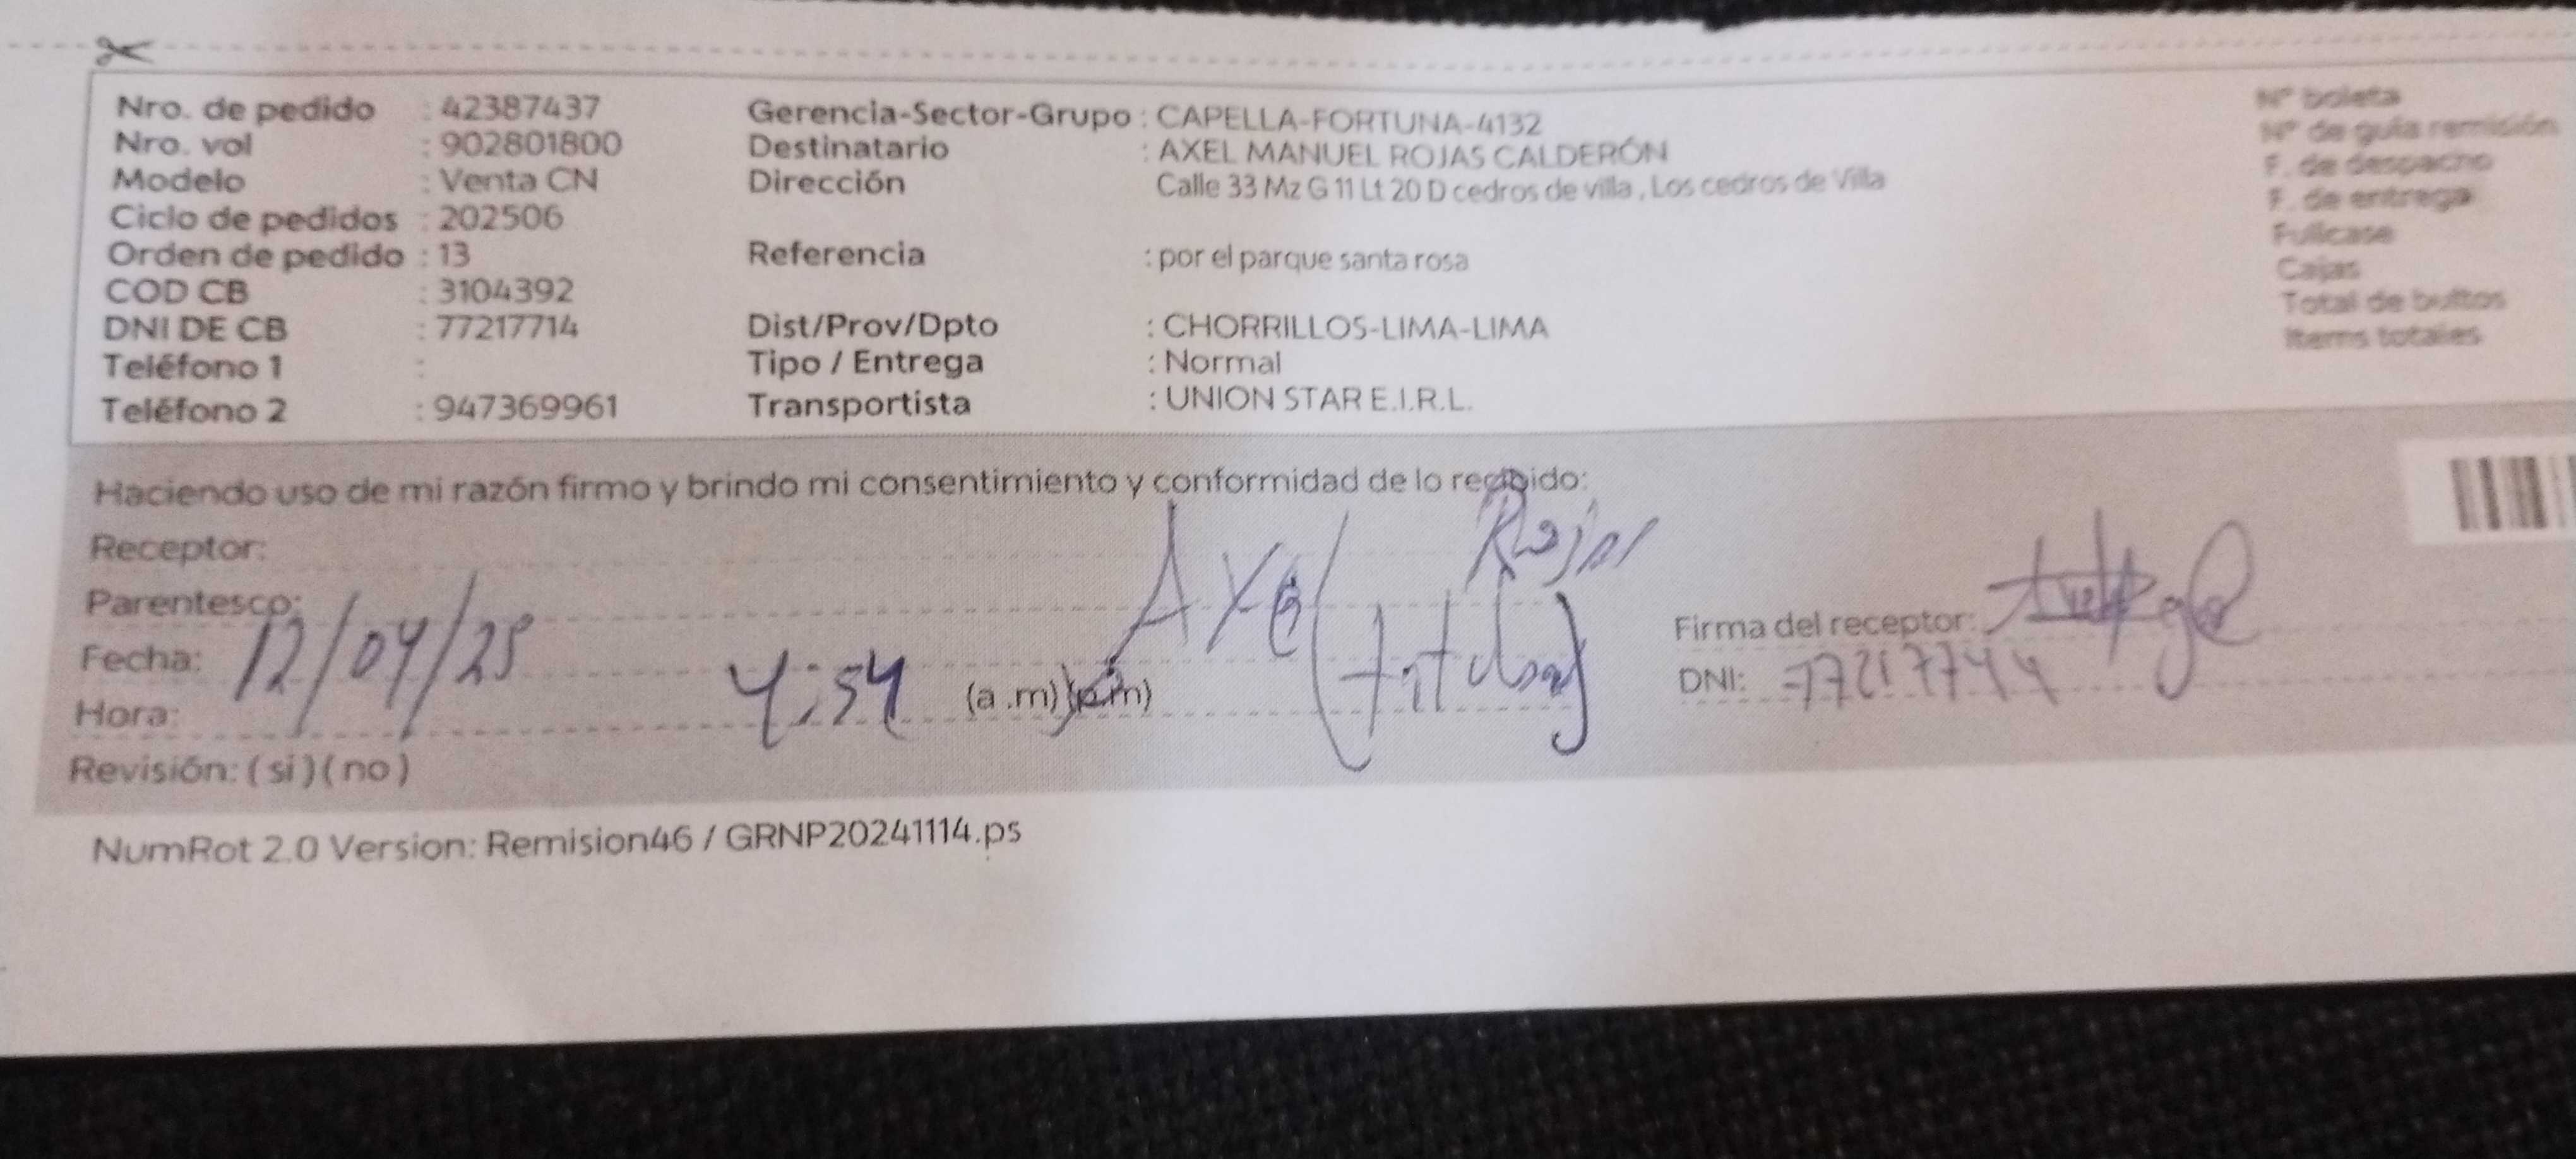 Nro. de pedido : 42387437
Nro. vol : 902801800
Modelo : Venta CN
Ciclo de pedidos : 202506
Orden de pedido : 13
COD CB : 3104392
DNI DE CB : 77217714
Teléfono 1 :
Teléfono 2 : 947369961
Gerencia-Sector-Grupo : CAPELLA-FORTUNA-4132
Destinatario : AXEL MANUEL ROJAS CALDERÓN
Dirección Calle 33 Mz G 11 Lt 20 D cedros de villa , Los cedros de Villa
Referencia : por el parque santa rosa
Dist/Prov/Dpto : CHORRILLOS-LIMA-LIMA
Tipo / Entrega : Normal
Transportista : UNION STAR E.I.R.L.
N° boleta
N° de guía remisión
F. de despacho
F. de entrega
Fullcase
Cajas
Total de bultos
Items totales
Haciendo uso de mi razón firmo y brindo mi consentimiento y conformidad de lo recibido:
Receptor: Axel Rojas
Parentesco:
Fecha: 12/04/25
Hora: 4:54 (a .m) (p.m)
Revisión: ( si ) ( no )
Firma del receptor:
DNI: 77217744
NumRot 2.0 Version: Remision46 / GRNP20241114.ps